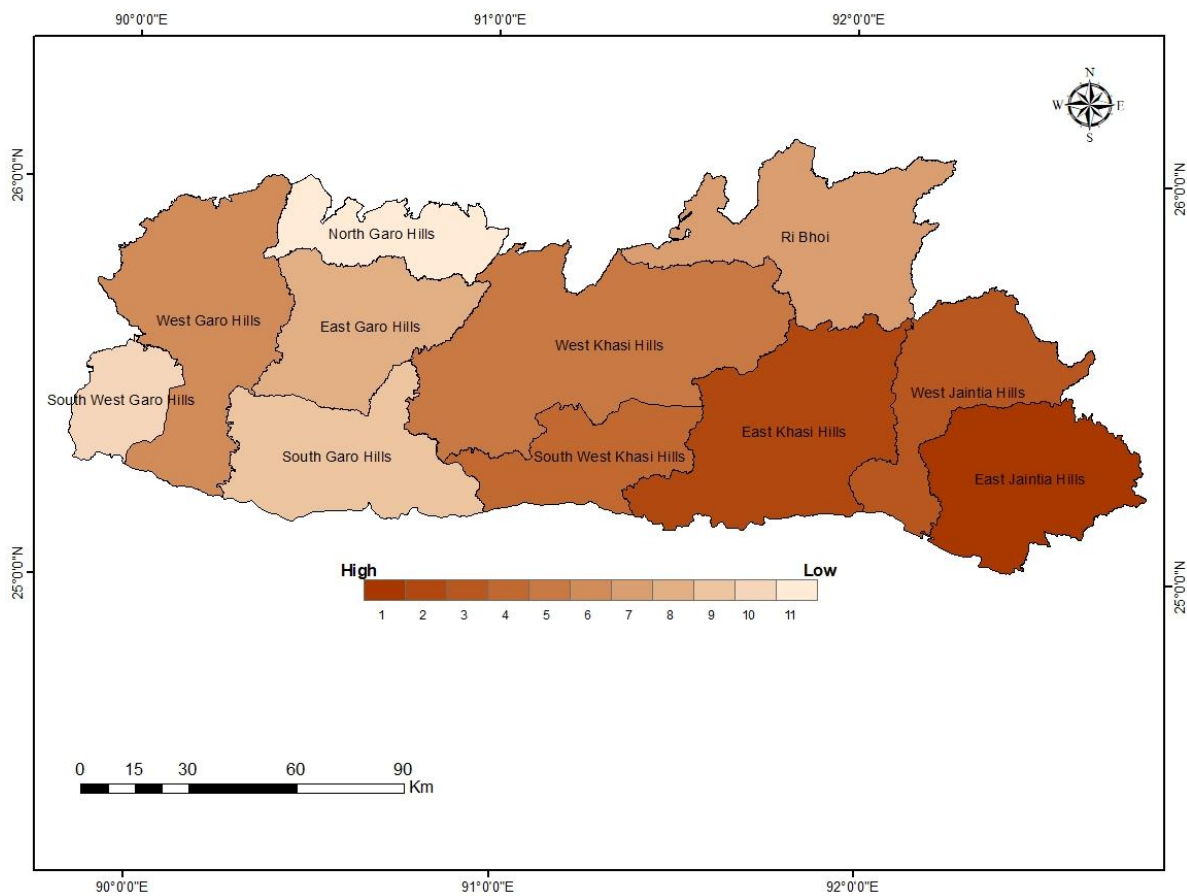 90°0'0"E 91°0'0"E 92°0'0"E
N
W E
S
26°0'0"N 26°0'0"N
North Garo Hills
Ri Bhoi
West Garo Hills
East Garo Hills
West Khasi Hills
South West Garo Hills
West Jaintia Hills
East Khasi Hills
South Garo Hills
South West Khasi Hills
East Jaintia Hills
25°0'0"N 25°0'0"N
High Low
1 2 3 4 5 6 7 8 9 10 11
0 15 30 60 90
Km
90°0'0"E 91°0'0"E 92°0'0"E